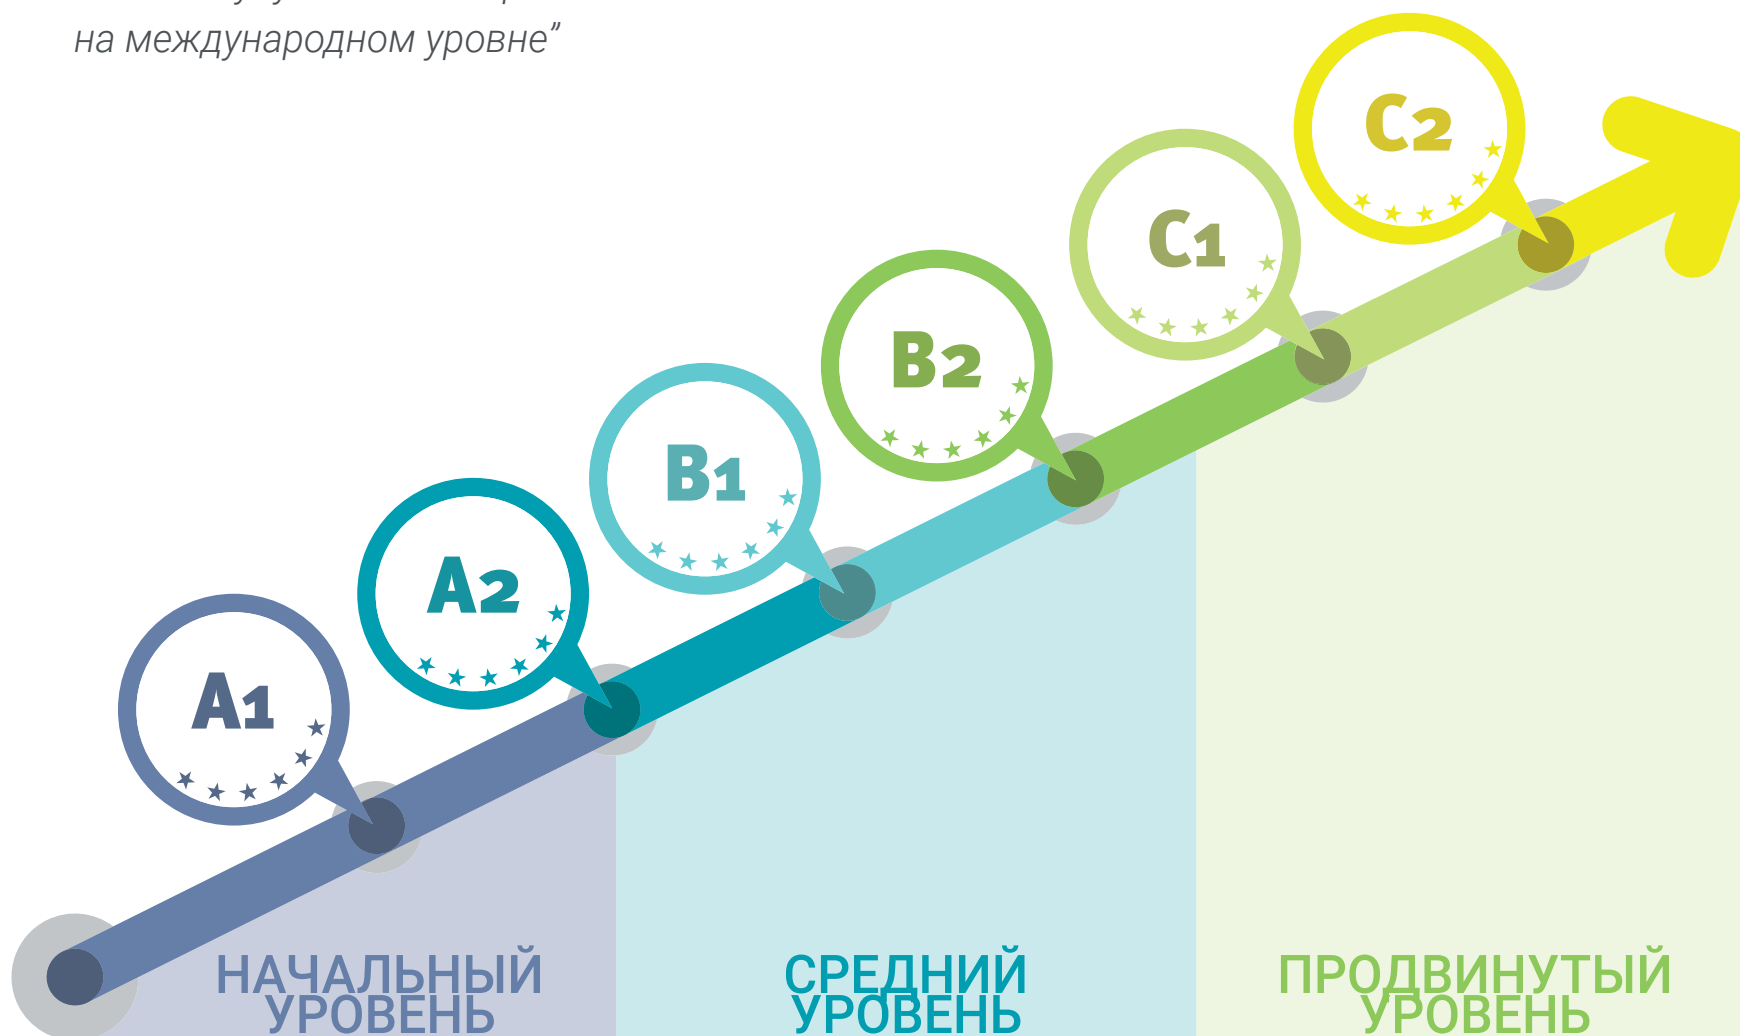 на международном уровне”
C2
C1
B2
B1
A2
A1
НАЧАЛЬНЫЙ
УРОВЕНЬ
СРЕДНИЙ
УРОВЕНЬ
ПРОДВИНУТЫЙ
УРОВЕНЬ